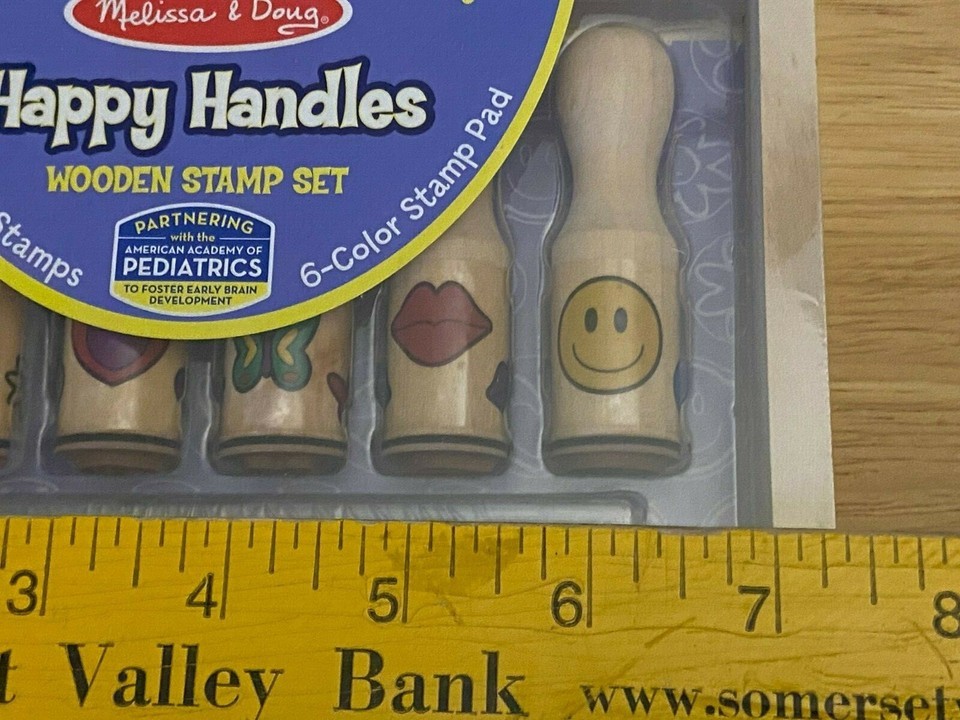 Melissa & Doug®
Happy Handles
WOODEN STAMP SET
Stamps
6-Color Stamp Pad
PARTNERING
with the
AMERICAN ACADEMY OF
PEDIATRICS
TO FOSTER EARLY BRAIN
DEVELOPMENT
3 4 5 6 7 8
t Valley Bank www.somerset